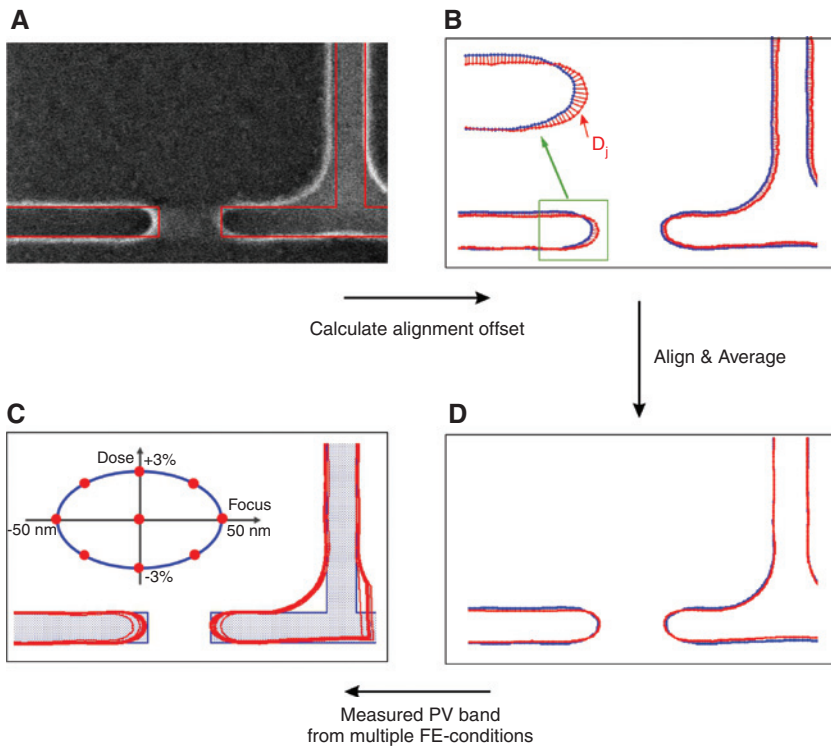 A
B
D_j
Calculate alignment offset
Align & Average
C
D
Dose
+3%
Focus
-50 nm
50 nm
-3%
Measured PV band
from multiple FE-conditions